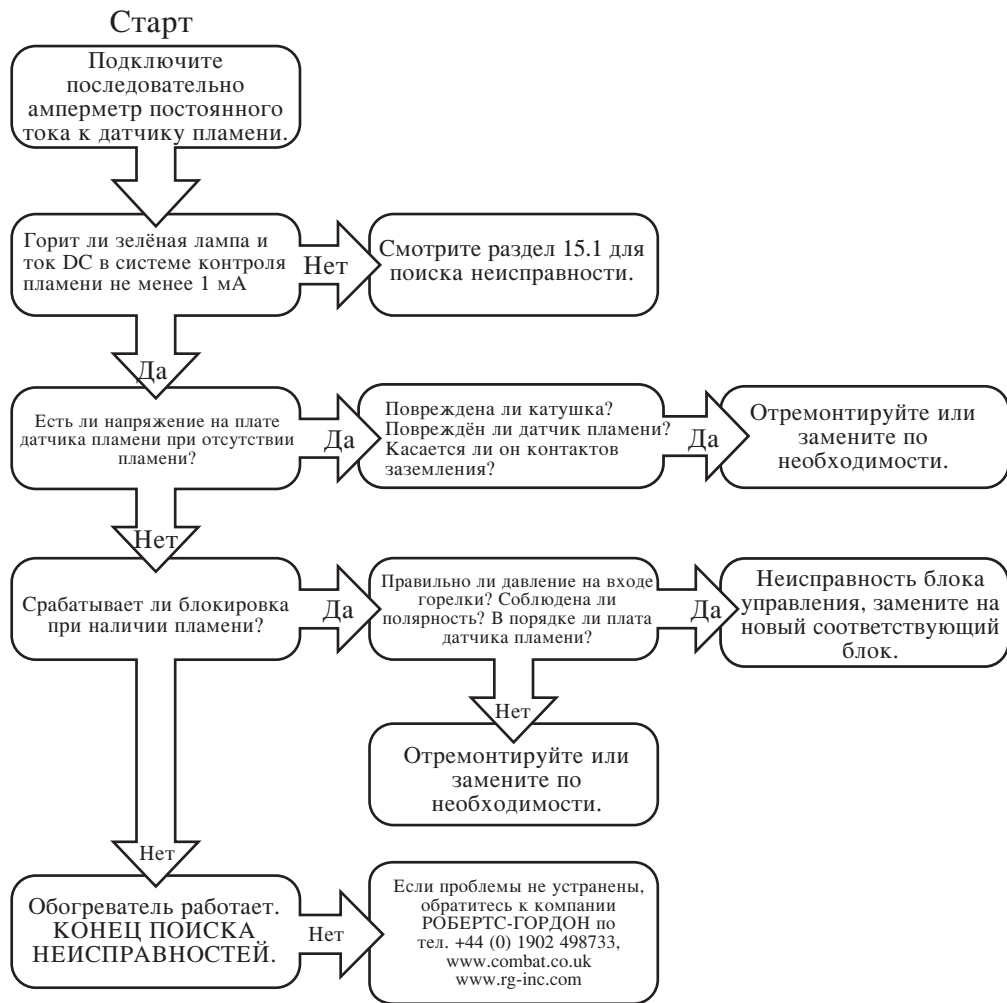 Старт
Подключите
последовательно
амперметр постоянного
тока к датчику пламени.
Горит ли зелёная лампа и
ток DC в системе контроля
пламени не менее 1 мА
Нет
Смотрите раздел 15.1 для
поиска неисправности.
Да
Есть ли напряжение на плате
датчика пламени при отсутствии
пламени?
Да
Повреждена ли катушка?
Повреждён ли датчик пламени?
Касается ли он контактов
заземления?
Да
Отремонтируйте или
замените по
необходимости.
Нет
Срабатывает ли блокировка
при наличии пламени?
Да
Правильно ли давление на входе
горелки? Соблюдена ли
полярность? В порядке ли плата
датчика пламени?
Да
Неисправность блока
управления, замените на
новый соответствующий
блок.
Нет
Отремонтируйте или
замените по
необходимости.
Нет
Обогреватель работает.
КОНЕЦ ПОИСКА
НЕИСПРАВНОСТЕЙ.
Нет
Если проблемы не устранены,
обратитесь к компании
РОБЕРТС-ГОРДОН по
тел. +44 (0) 1902 498733,
www.combat.co.uk
www.rg-inc.com